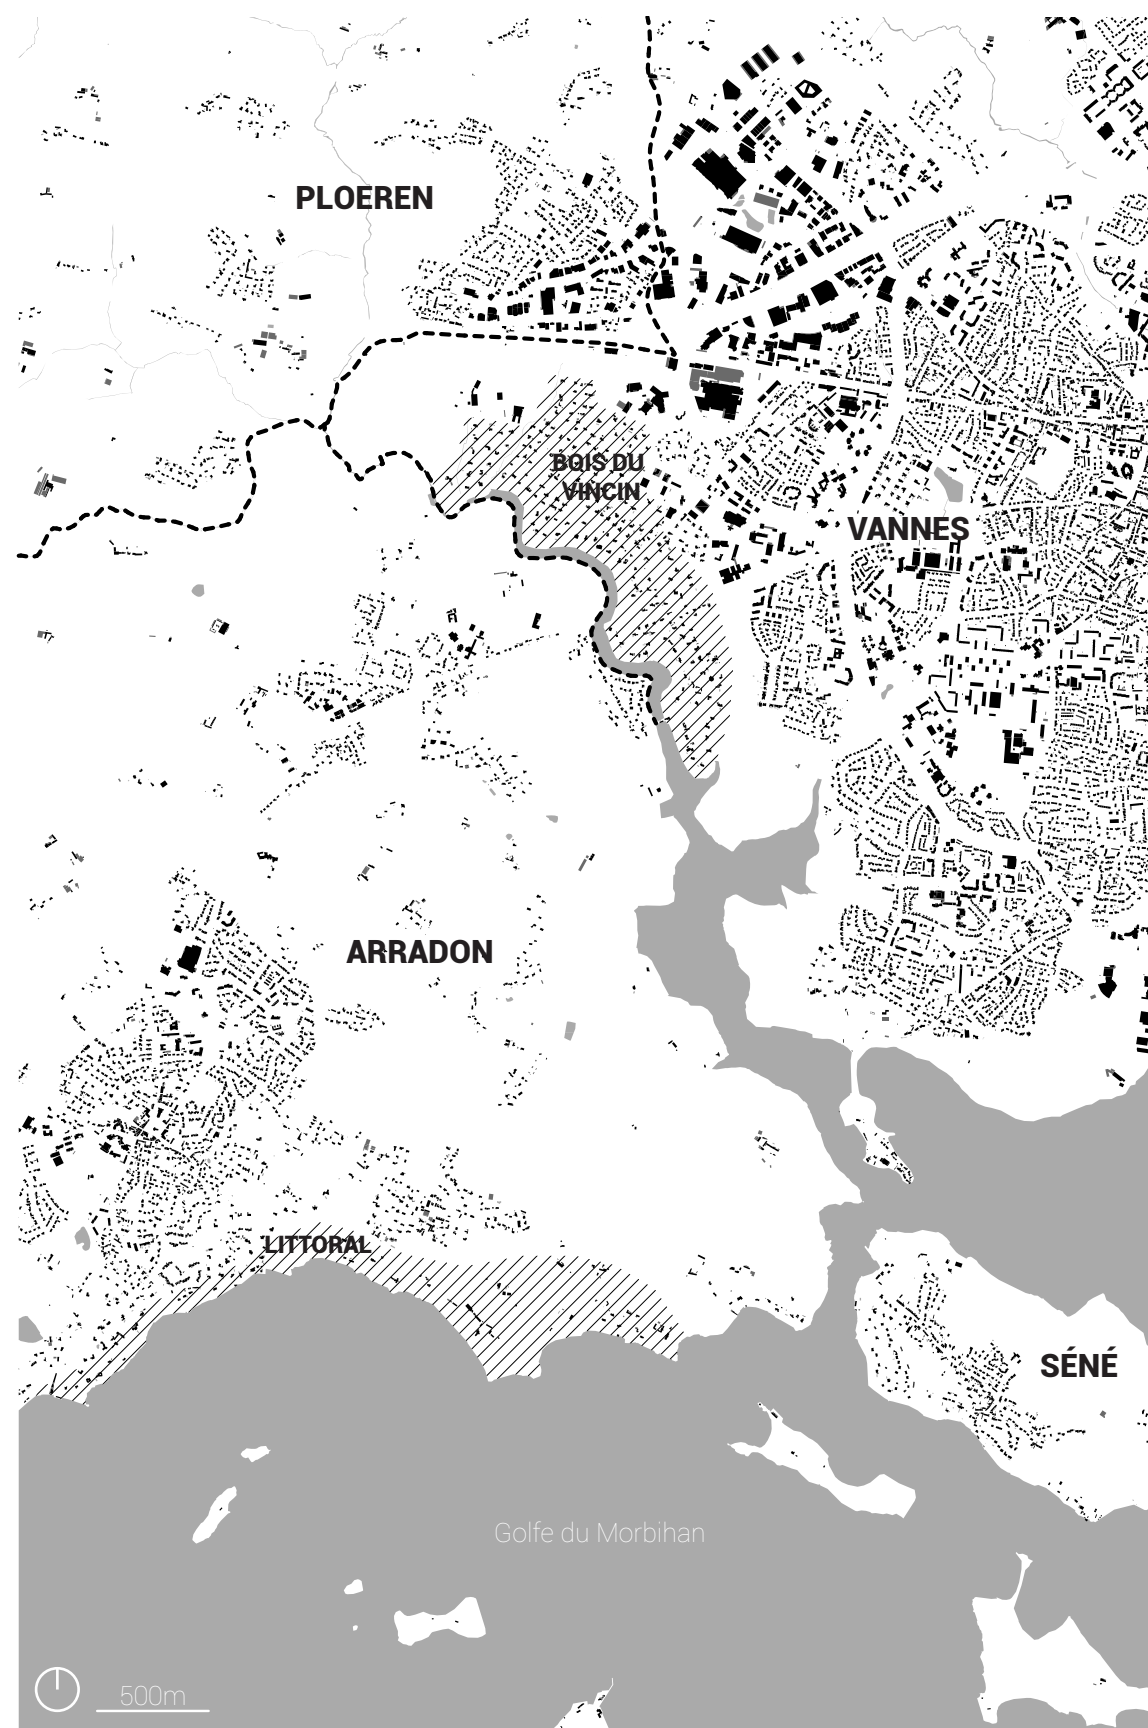 PLOEREN
BOIS DU
VINCIN
VANNES
ARRADON
LITTORAL
SÉNÉ
Golfe du Morbihan
500m